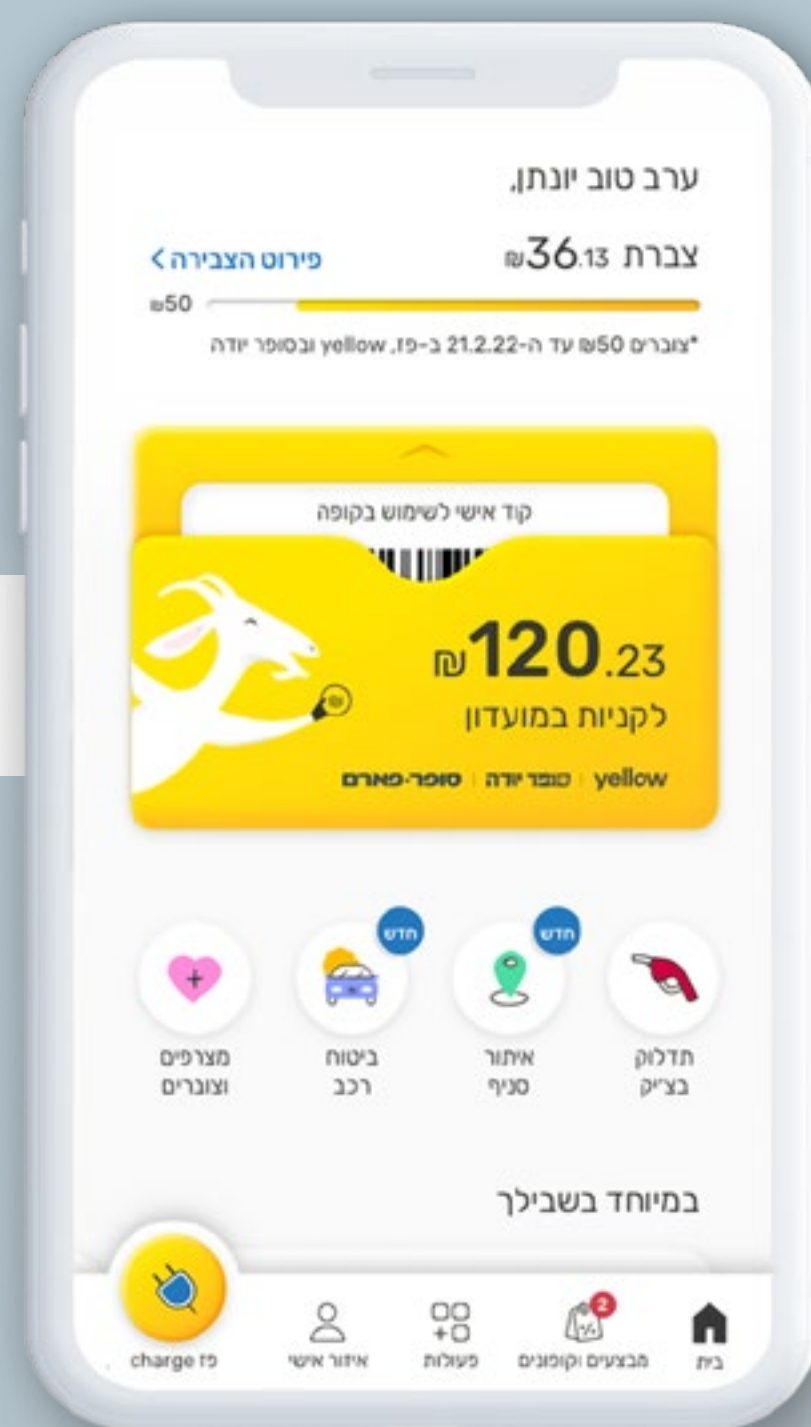 ערב טוב יונתן,
צברת 36.13₪ פירוט הצבירה >
₪50
*צוברים 50₪ עד ה-21.2.22 ב-פז, yellow ובסופר יודה
קוד אישי לשימוש בקופה
₪120.23
לקניות במועדון
yellow | סופר יודה | סופר-פארם
חדש חדש
תדלוק איתור ביטוח מצרפים
בצ'יק סניף רכב וצוברים
במיוחד בשבילך
2
בית מבצעים וקופונים פעולות איזור אישי פז charge